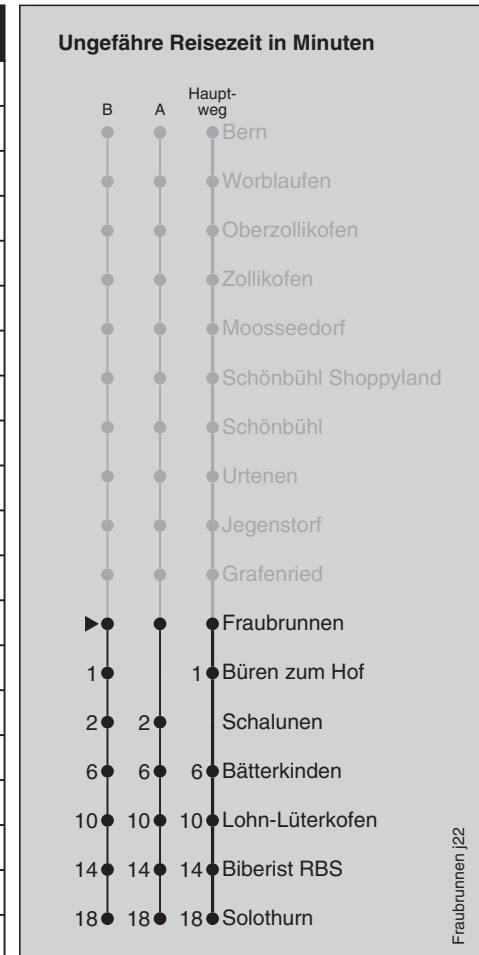 Ungefähre Reisezeit in Minuten
Haupt-
B A weg
Bern
Worblaufen
Oberzollikofen
Zollikofen
Moosseedorf
Schönbühl Shoppyland
Schönbühl
Urtenen
Jegenstorf
Grafenried
Fraubrunnen
1 1 Büren zum Hof
2 2 Schalunen
6 6 6 Bätterkinden
10 10 10 Lohn-Lüterkofen
14 14 14 Biberist RBS
18 18 18 Solothurn
Fraubrunnen j22